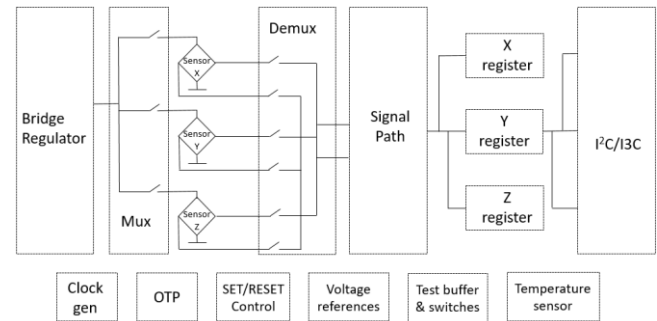 Bridge
Regulator
Mux
Sensor
X
Sensor
Y
Sensor
Z
Demux
Signal
Path
X
register
Y
register
Z
register
I²C/I3C
Clock
gen
OTP
SET/RESET
Control
Voltage
references
Test buffer
& switches
Temperature
sensor